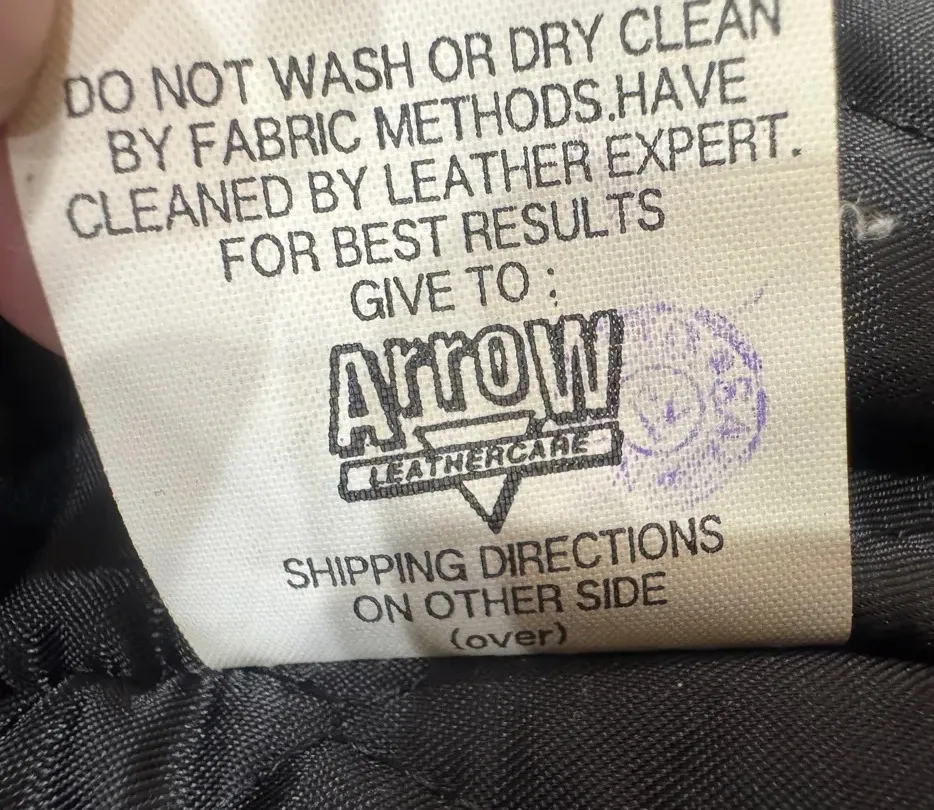 DO NOT WASH OR DRY CLEAN
BY FABRIC METHODS.HAVE
CLEANED BY LEATHER EXPERT.
FOR BEST RESULTS
GIVE TO :
Arrow
LEATHERCARE
SHIPPING DIRECTIONS
ON OTHER SIDE
(over)